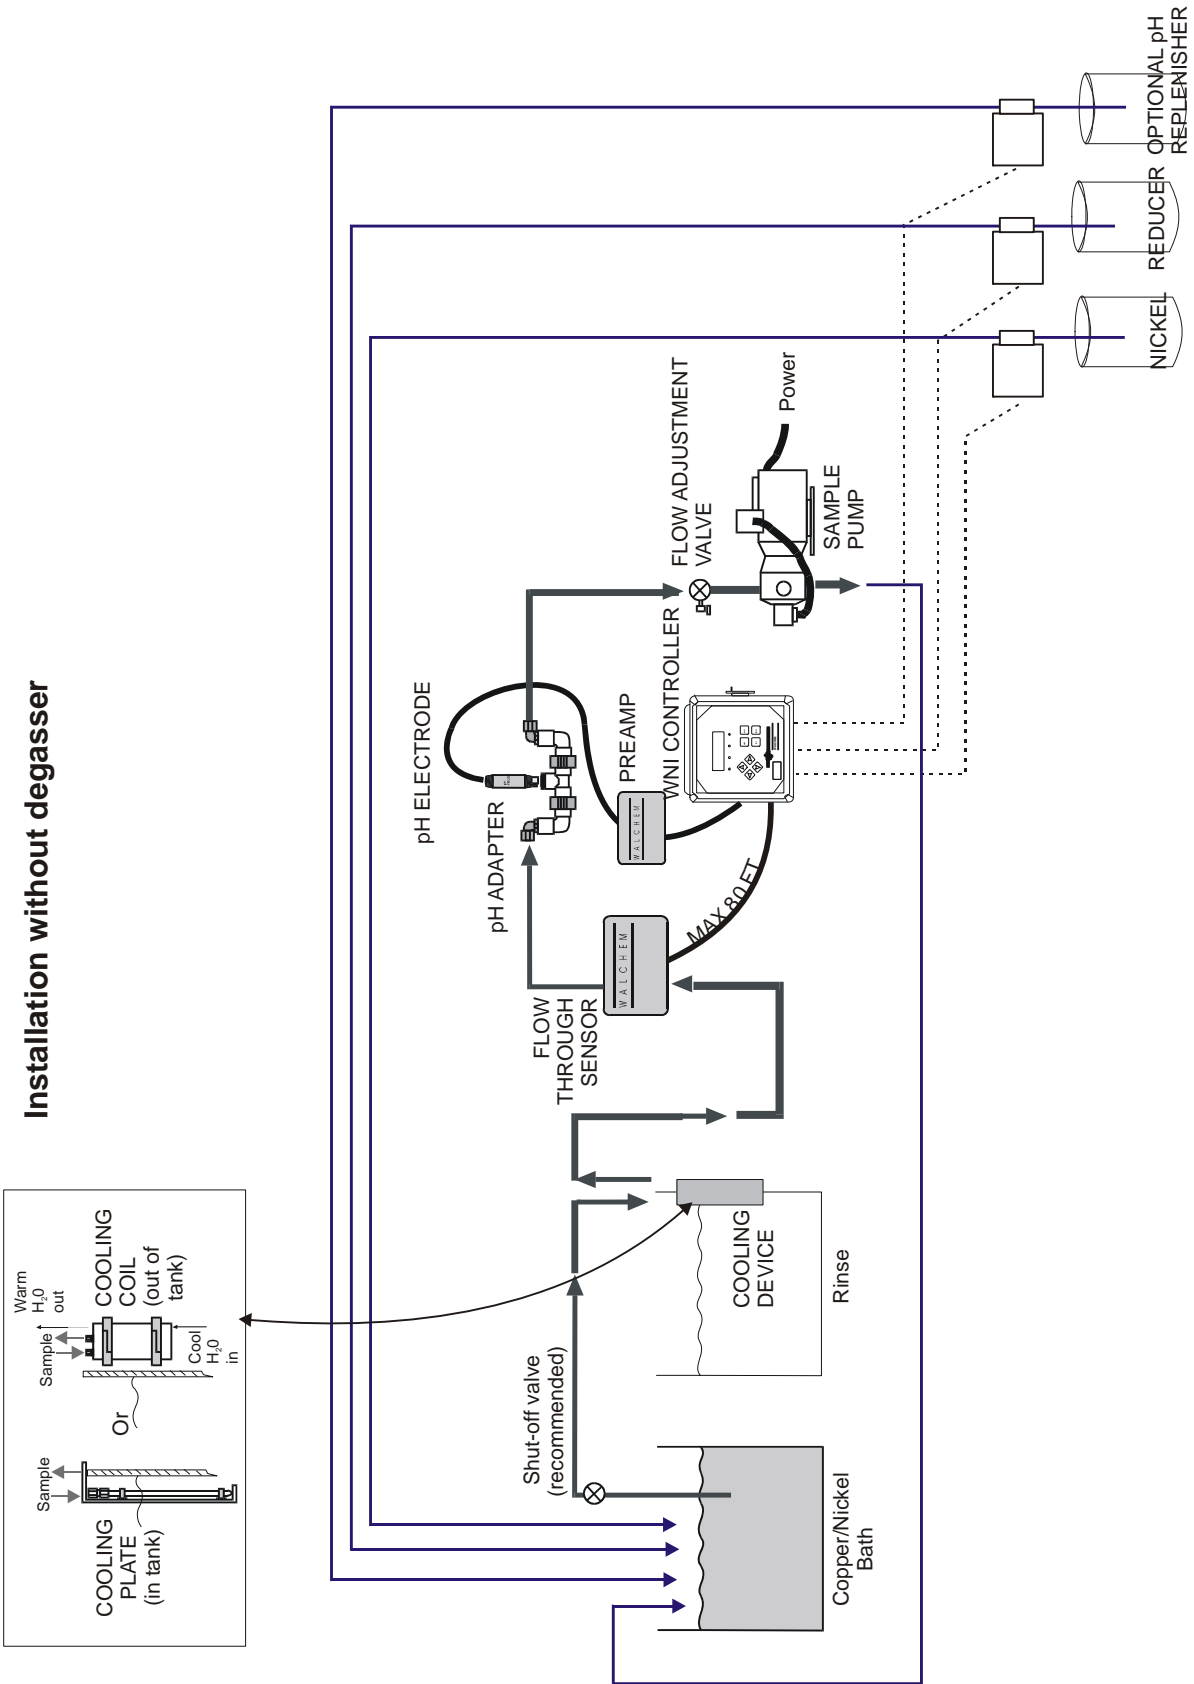 Installation without degasser
Sample
COOLING
PLATE
(in tank)
Or
Sample
Warm
H₂0
out
COOLING
COIL
(out of
tank)
Cool
H₂0
in
Shut-off valve
(recommended)
Copper/Nickel
Bath
COOLING
DEVICE
Rinse
FLOW
THROUGH
SENSOR
WALCHEM
MAX 80 FT
pH ADAPTER
pH ELECTRODE
PREAMP
WALCHEM
WNI CONTROLLER
FLOW ADJUSTMENT
VALVE
SAMPLE
PUMP
Power
NICKEL
REDUCER
OPTIONAL pH
REPLENISHER